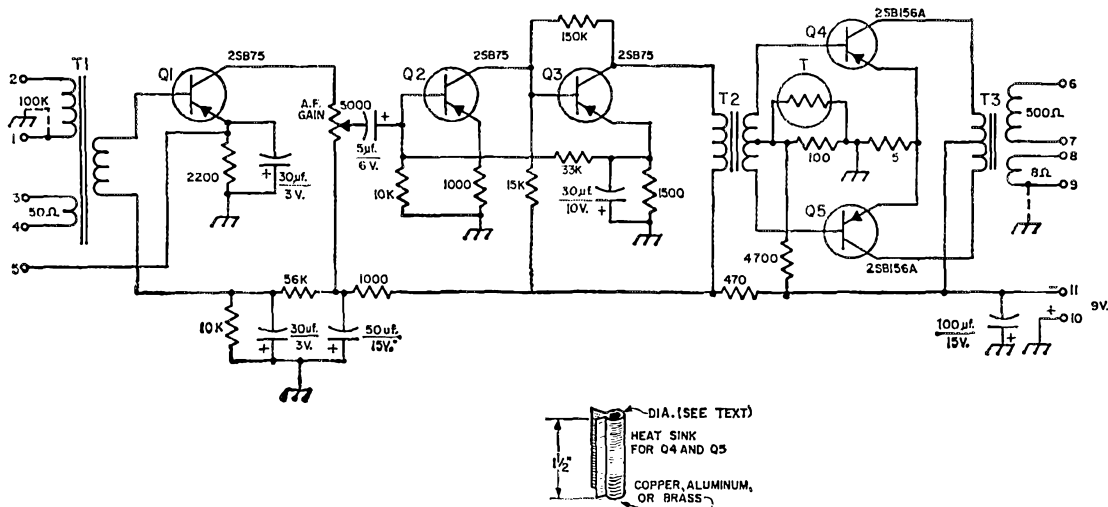 T1
2
100K
1
3
50Ω
4
5
Q1
2SB75
2200
30µf.
3V.
A.F.
GAIN
5000
5µf.
6V.
Q2
2SB75
10K
1000
150K
15K
Q3
2SB75
33K
30µf.
10V.
1500
T2
T
100
5
4700
Q4
2SB156A
Q5
2SB156A
T3
500Ω
8Ω
6
7
8
9
10K
56K
30uf.
3V.
50uf.
15V.
1000
470
100µf.
15V.
- 11
9V.
+ 10
DIA. (SEE TEXT)
HEAT SINK
FOR Q4 AND Q5
1½"
COPPER, ALUMINUM,
OR BRASS